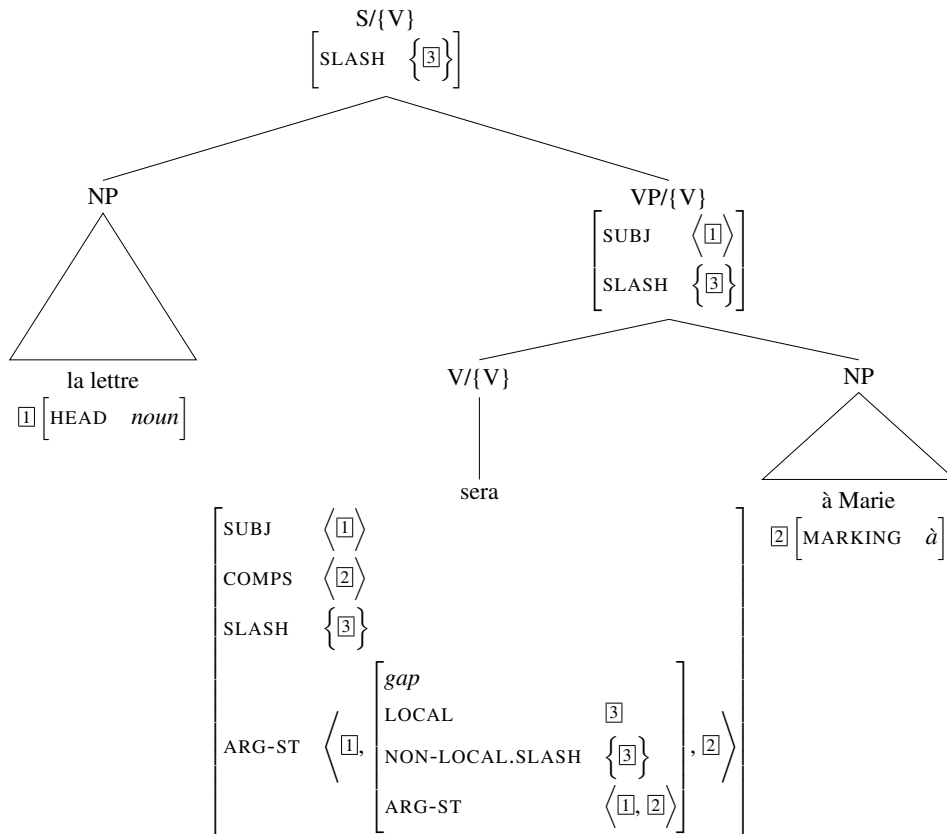 S/{V}
[SLASH {[3]}]
NP
VP/{V}
[SUBJ ⟨[1]⟩
SLASH {[3]}]
la lettre
[1] [HEAD noun]
V/{V}
NP
sera
à Marie
[2] [MARKING à]
[SUBJ ⟨[1]⟩
COMPS ⟨[2]⟩
SLASH {[3]}
ARG-ST ⟨[1], [gap
LOCAL [3]
NON-LOCAL.SLASH {[3]}
ARG-ST ⟨[1], [2]⟩], [2]⟩]